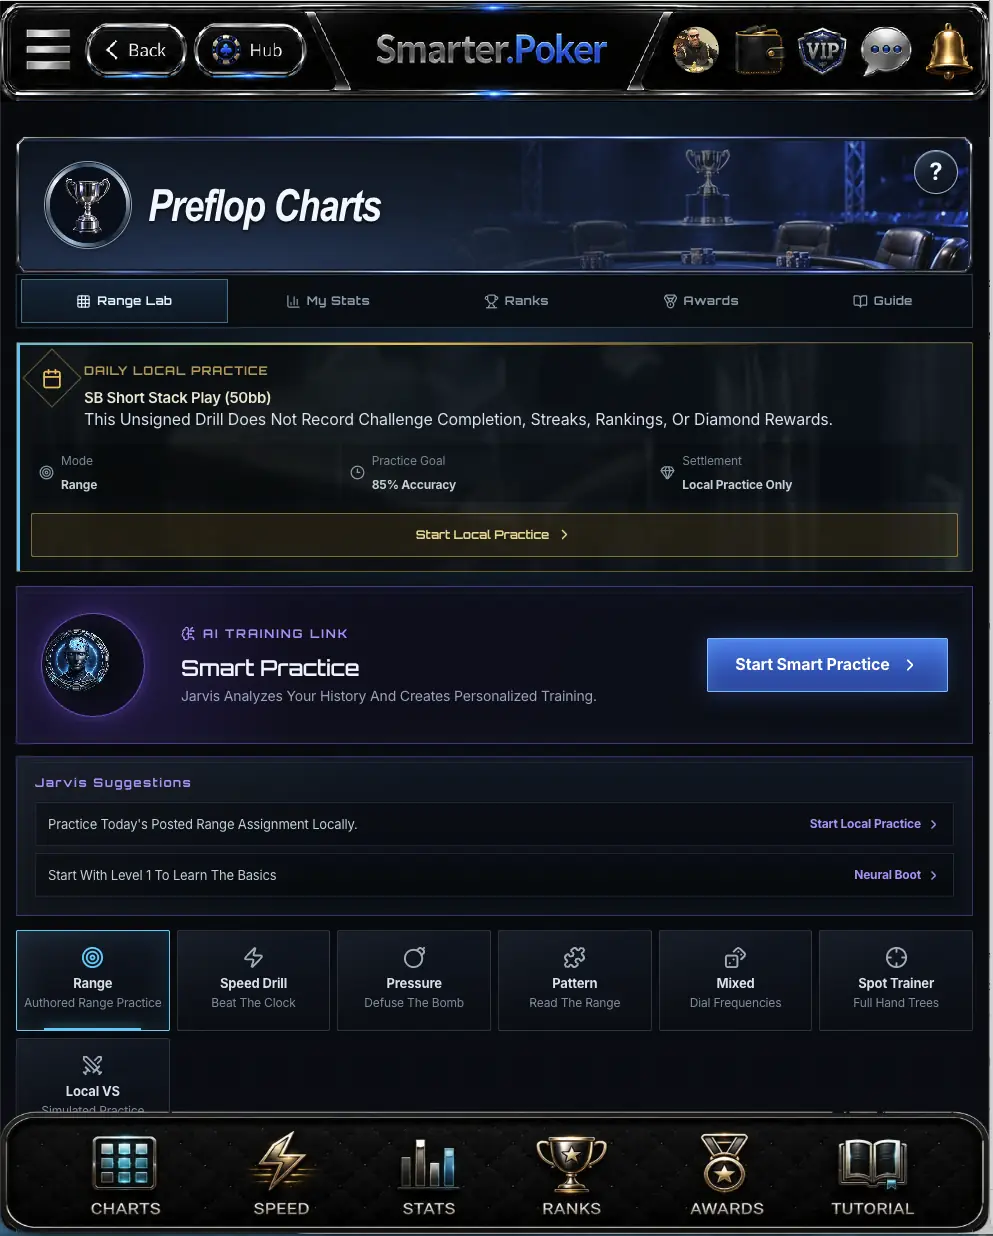 Back
Hub
Smarter.Poker
VIP
Preflop Charts
?
Range Lab
My Stats
Ranks
Awards
Guide
DAILY LOCAL PRACTICE
SB Short Stack Play (50bb)
This Unsigned Drill Does Not Record Challenge Completion, Streaks, Rankings, Or Diamond Rewards.
Mode
Range
Practice Goal
85% Accuracy
Settlement
Local Practice Only
Start Local Practice
AI TRAINING LINK
Smart Practice
Jarvis Analyzes Your History And Creates Personalized Training.
Start Smart Practice
Jarvis Suggestions
Practice Today's Posted Range Assignment Locally.
Start Local Practice
Start With Level 1 To Learn The Basics
Neural Boot
Range
Authored Range Practice
Speed Drill
Beat The Clock
Pressure
Defuse The Bomb
Pattern
Read The Range
Mixed
Dial Frequencies
Spot Trainer
Full Hand Trees
Local VS
Simulated Practice
CHARTS
SPEED
STATS
RANKS
AWARDS
TUTORIAL